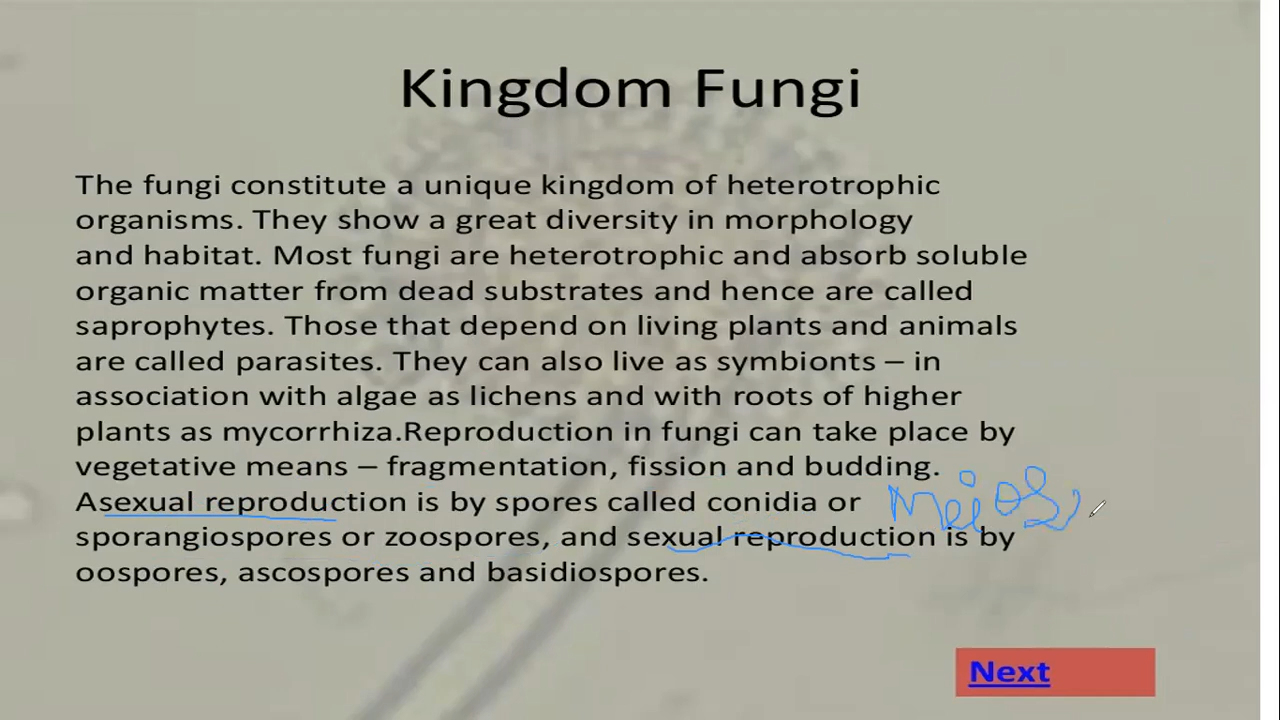 Kingdom Fungi
The fungi constitute a unique kingdom of heterotrophic
organisms. They show a great diversity in morphology
and habitat. Most fungi are heterotrophic and absorb soluble
organic matter from dead substrates and hence are called
saprophytes. Those that depend on living plants and animals
are called parasites. They can also live as symbionts – in
association with algae as lichens and with roots of higher
plants as mycorrhiza.Reproduction in fungi can take place by
vegetative means – fragmentation, fission and budding.
Asexual reproduction is by spores called conidia or
Meios
sporangiospores or zoospores, and sexual reproduction is by
oospores, ascospores and basidiospores.
Next